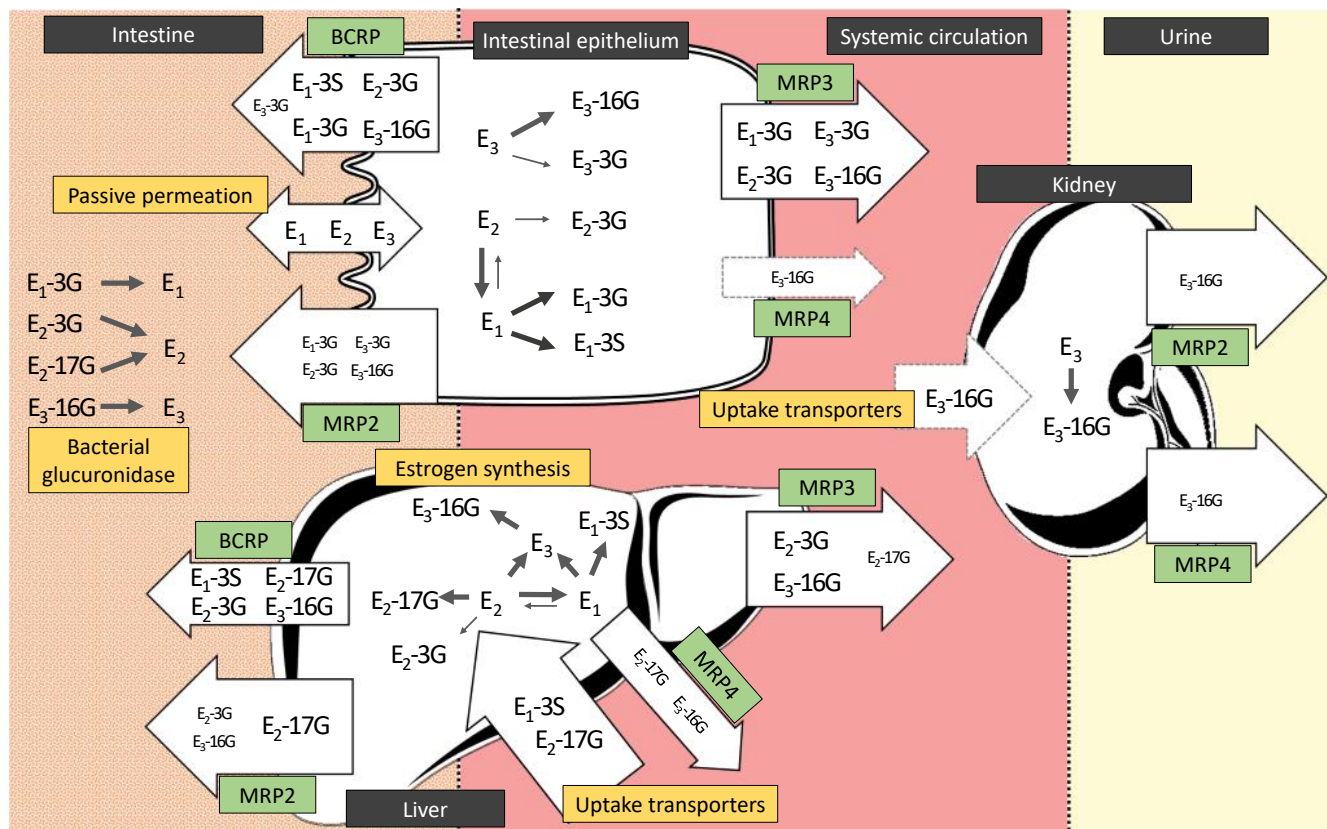 Intestine
BCRP
Intestinal epithelium
Systemic circulation
Urine
E₁-3S E₂-3G
E₃-3G
E₁-3G E₃-16G
E₃-16G
E₃
E₃-3G
MRP3
E₁-3G E₃-3G
E₂-3G E₃-16G
Passive permeation
E₁ E₂ E₃
E₂
E₂-3G
E₁-3G
E₁
E₁-3S
E₃-16G
MRP4
E₁-3G E₁
E₂-3G
E₂
E₂-17G
E₃-16G E₃
Bacterial
glucuronidase
E₁-3G E₃-3G
E₂-3G E₃-16G
MRP2
Kidney
E₃-16G
MRP2
E₃
E₃-16G
Uptake transporters
E₃-16G
E₃-16G
MRP4
Estrogen synthesis
E₃-16G
E₁-3S
E₃
E₂-17G E₂ E₁
E₂-3G
BCRP
E₁-3S E₂-17G
E₂-3G E₃-16G
E₂-3G
E₂-17G
E₃-16G
MRP2
Liver
MRP3
E₂-3G
E₂-17G
E₃-16G
MRP4
E₂-17G
E₃-16G
E₁-3S
E₂-17G
Uptake transporters